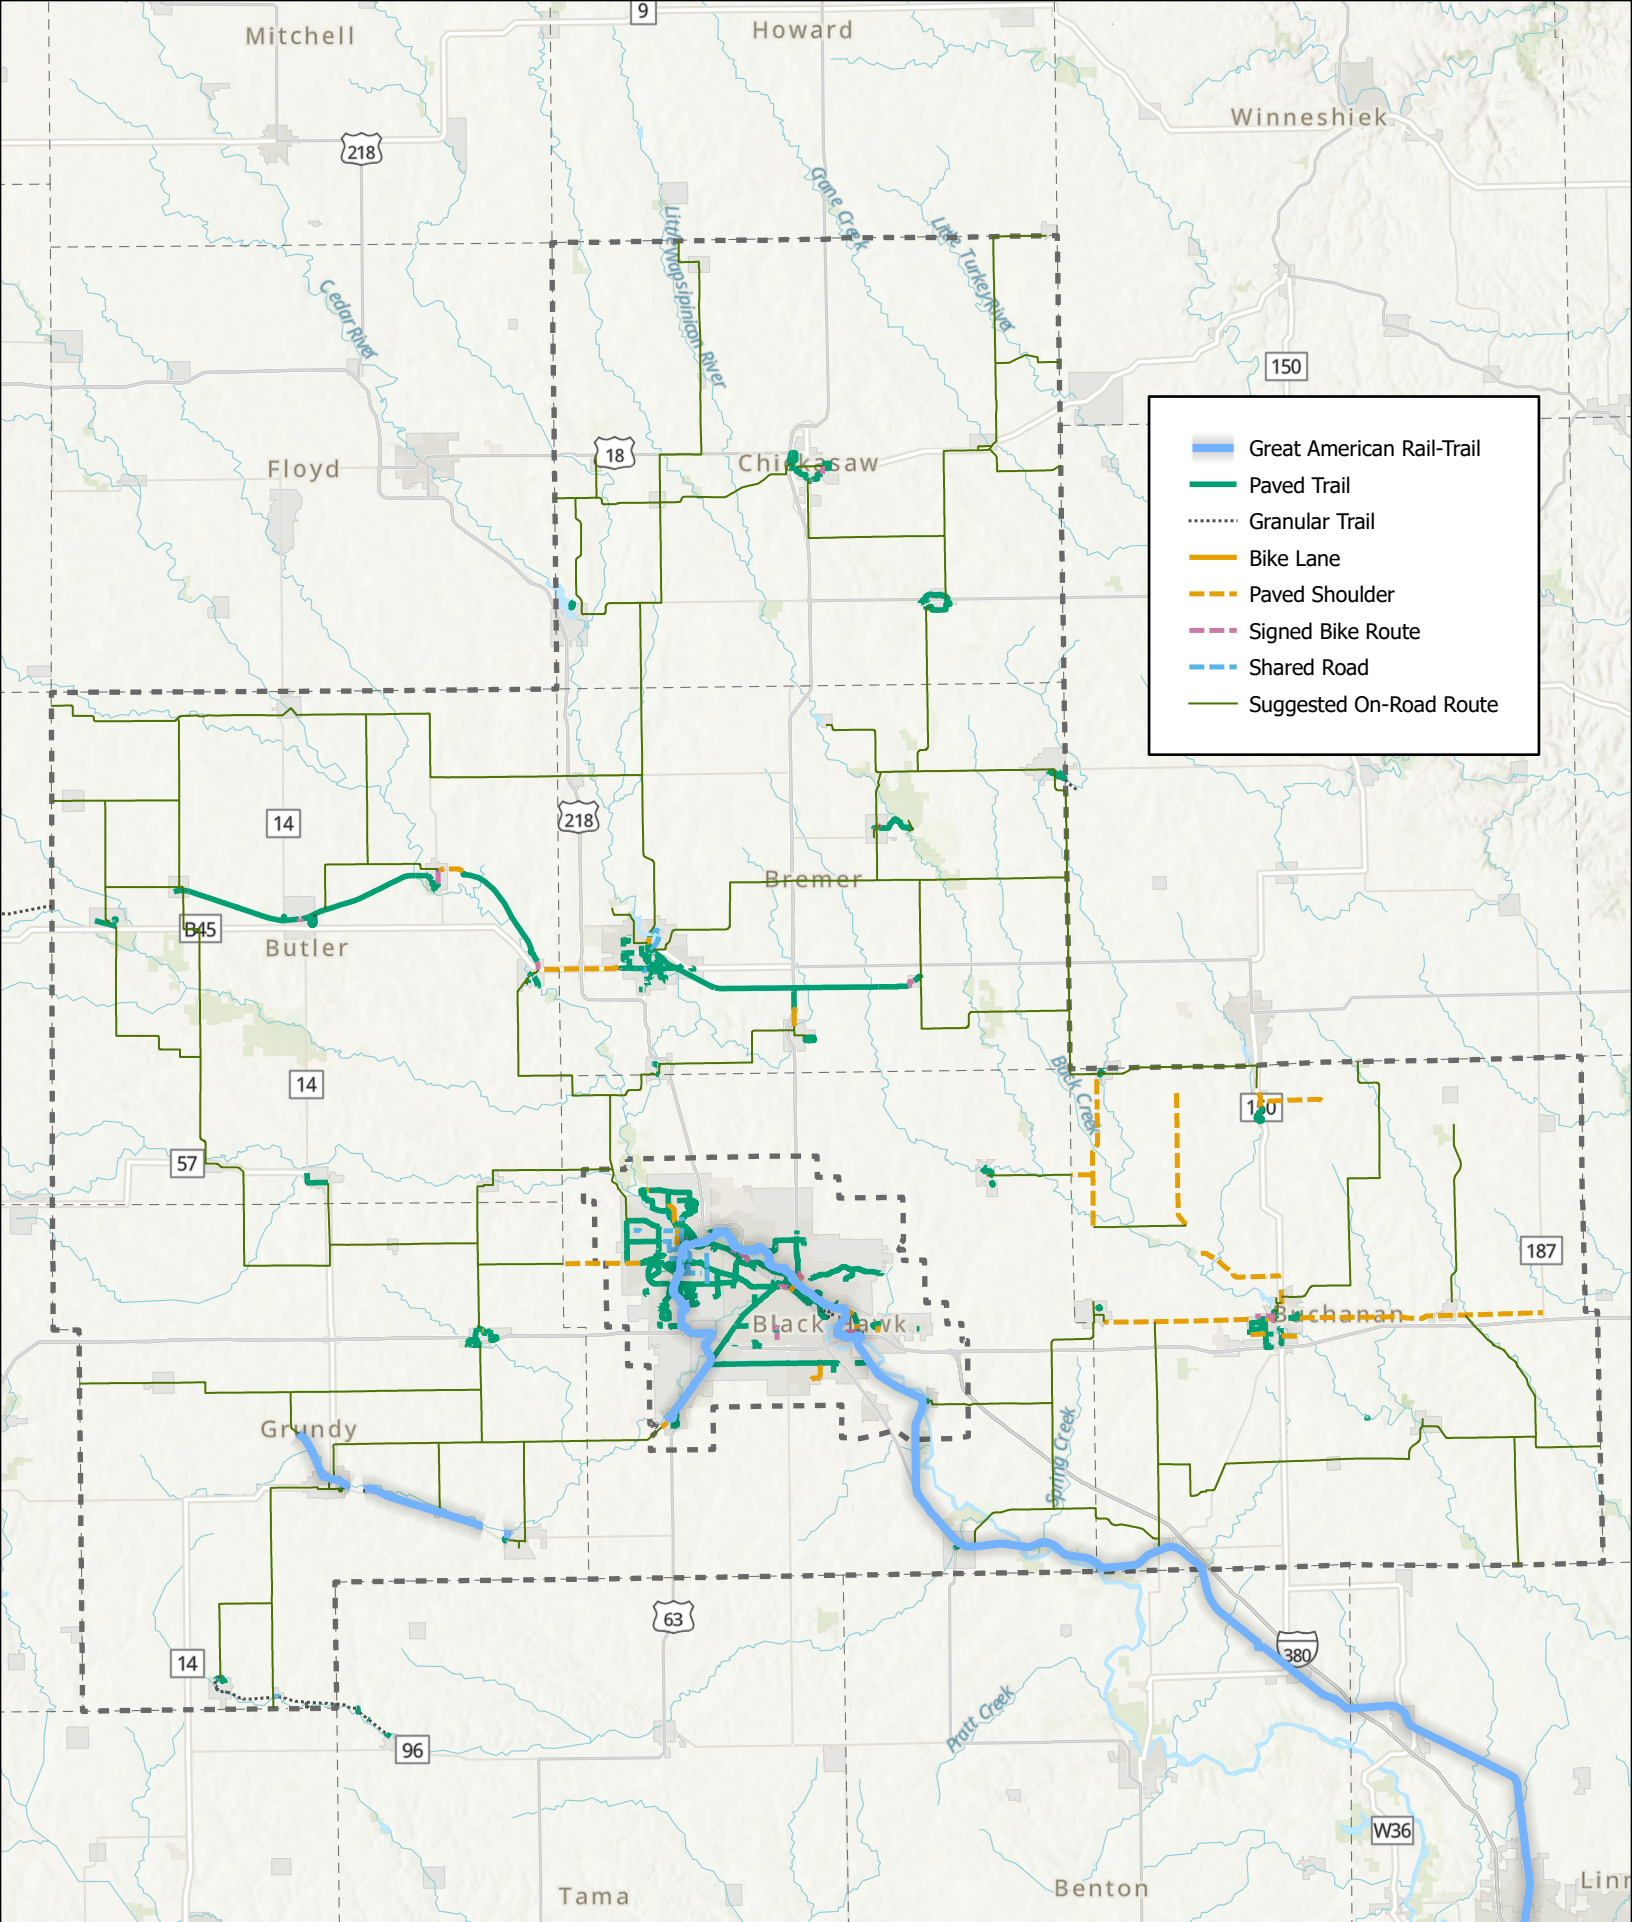 9
Howard
Mitchell
Winneshiek
218
Crane Creek
Little Wapsipinicon River
Little Turkey River
Cedar River
150
18
Chickasaw
Floyd
Great American Rail-Trail
Paved Trail
Granular Trail
Bike Lane
Paved Shoulder
Signed Bike Route
Shared Road
Suggested On-Road Route
14
218
Bremer
B45
Butler
Buck Creek
14
150
57
187
Buchanan
Black Hawk
Grundy
Spring Creek
63
380
14
Pratt Creek
96
W36
Linn
Benton
Tama